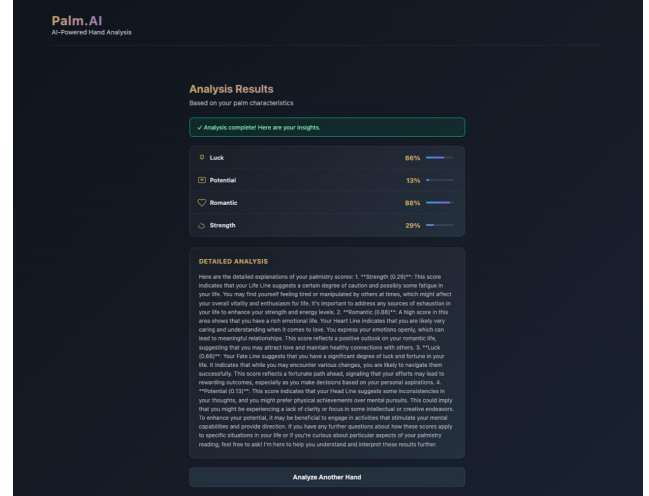 Palm.AI
AI-Powered Hand Analysis
Analysis Results
Based on your palm characteristics
✓ Analysis complete! Here are your insights.
Luck 66%
Potential 13%
Romantic 88%
Strength 29%
DETAILED ANALYSIS
Here are the detailed explanations of your palmistry scores: 1. **Strength (0.29)**: This score
indicates that your Life Line suggests a certain degree of caution and possibly some fatigue in
your life. You may find yourself feeling tired or manipulated by others at times, which might affect
your overall vitality and enthusiasm for life. It's important to address any sources of exhaustion in
your life to enhance your strength and energy levels. 2. **Romantic (0.88)**: A high score in this
area shows that you have a rich emotional life. Your Heart Line indicates that you are likely very
caring and understanding when it comes to love. You express your emotions openly, which can
lead to meaningful relationships. This score reflects a positive outlook on your romantic life,
suggesting that you may attract love and maintain healthy connections with others. 3. **Luck
(0.66)**: Your Fate Line suggests that you have a significant degree of luck and fortune in your
life. It indicates that while you may encounter various changes, you are likely to navigate them
successfully. This score reflects a fortunate path ahead, signaling that your efforts may lead to
rewarding outcomes, especially as you make decisions based on your personal aspirations. 4.
**Potential (0.13)**: This score indicates that your Head Line suggests some inconsistencies in
your thoughts, and you might prefer physical achievements over mental pursuits. This could imply
that you might be experiencing a lack of clarity or focus in some intellectual or creative endeavors.
To enhance your potential, it may be beneficial to engage in activities that stimulate your mental
capabilities and provide direction. If you have any further questions about how these scores apply
to specific situations in your life or if you're curious about particular aspects of your palmistry
reading, feel free to ask! I'm here to help you understand and interpret these results further.
Analyze Another Hand